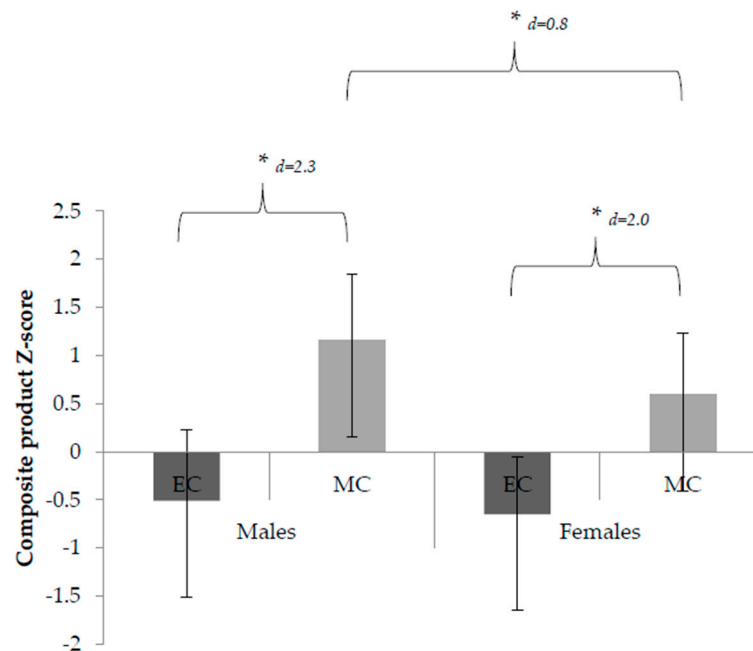 * d=0.8
* d=2.3
* d=2.0
Composite product Z-score
2.5
2
1.5
1
0.5
0
-0.5
-1
-1.5
-2
EC
MC
EC
MC
Males
Females